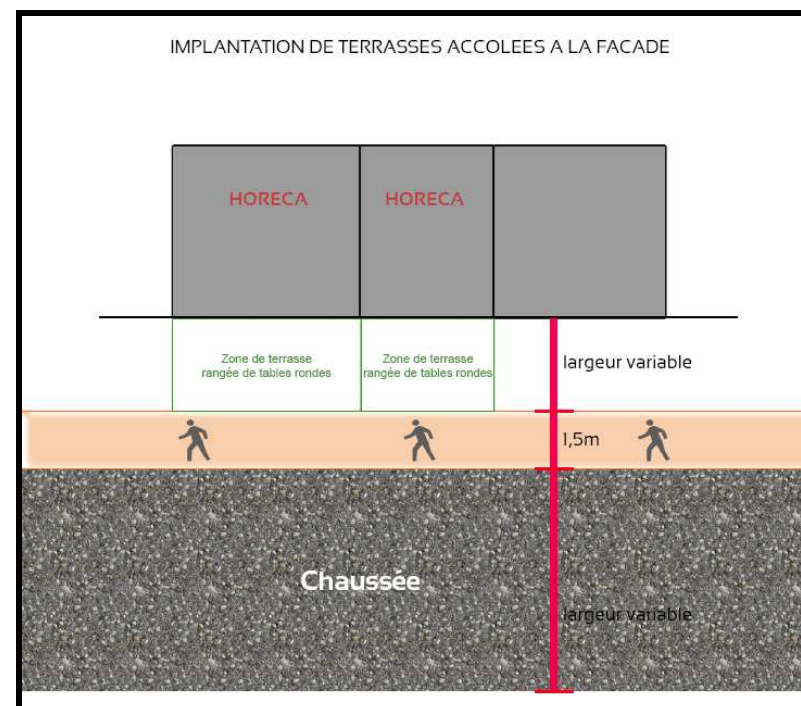 IMPLANTATION DE TERRASSES ACCOLEES A LA FACADE
HORECA
HORECA
Zone de terrasse
rangée de tables rondes
Zone de terrasse
rangée de tables rondes
largeur variable
1,5m
Chaussée
largeur variable